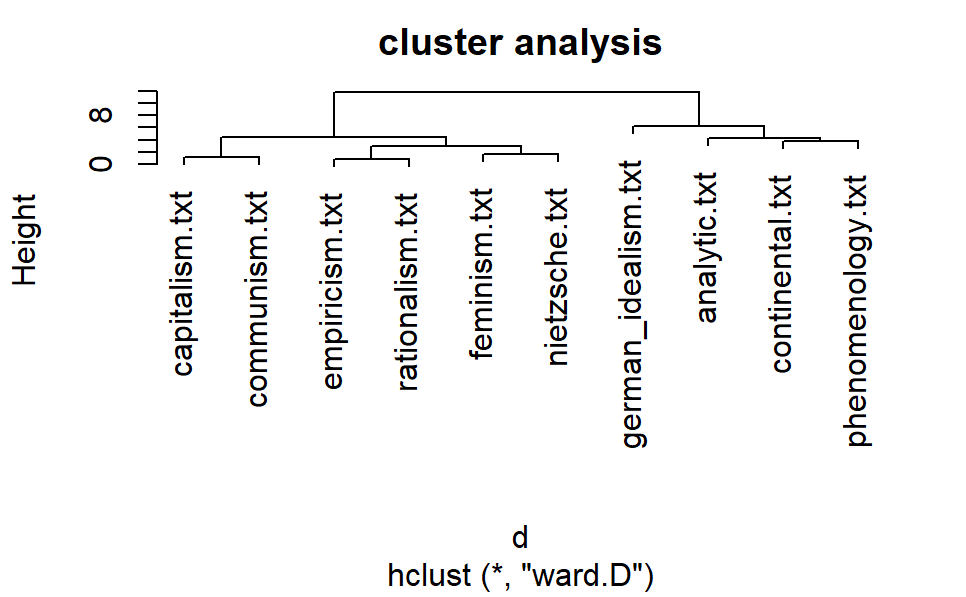 cluster analysis
Height
8
0
capitalism.txt
communism.txt
empiricism.txt
rationalism.txt
feminism.txt
nietzsche.txt
german_idealism.txt
analytic.txt
continental.txt
phenomenology.txt
d
hclust (*, "ward.D")